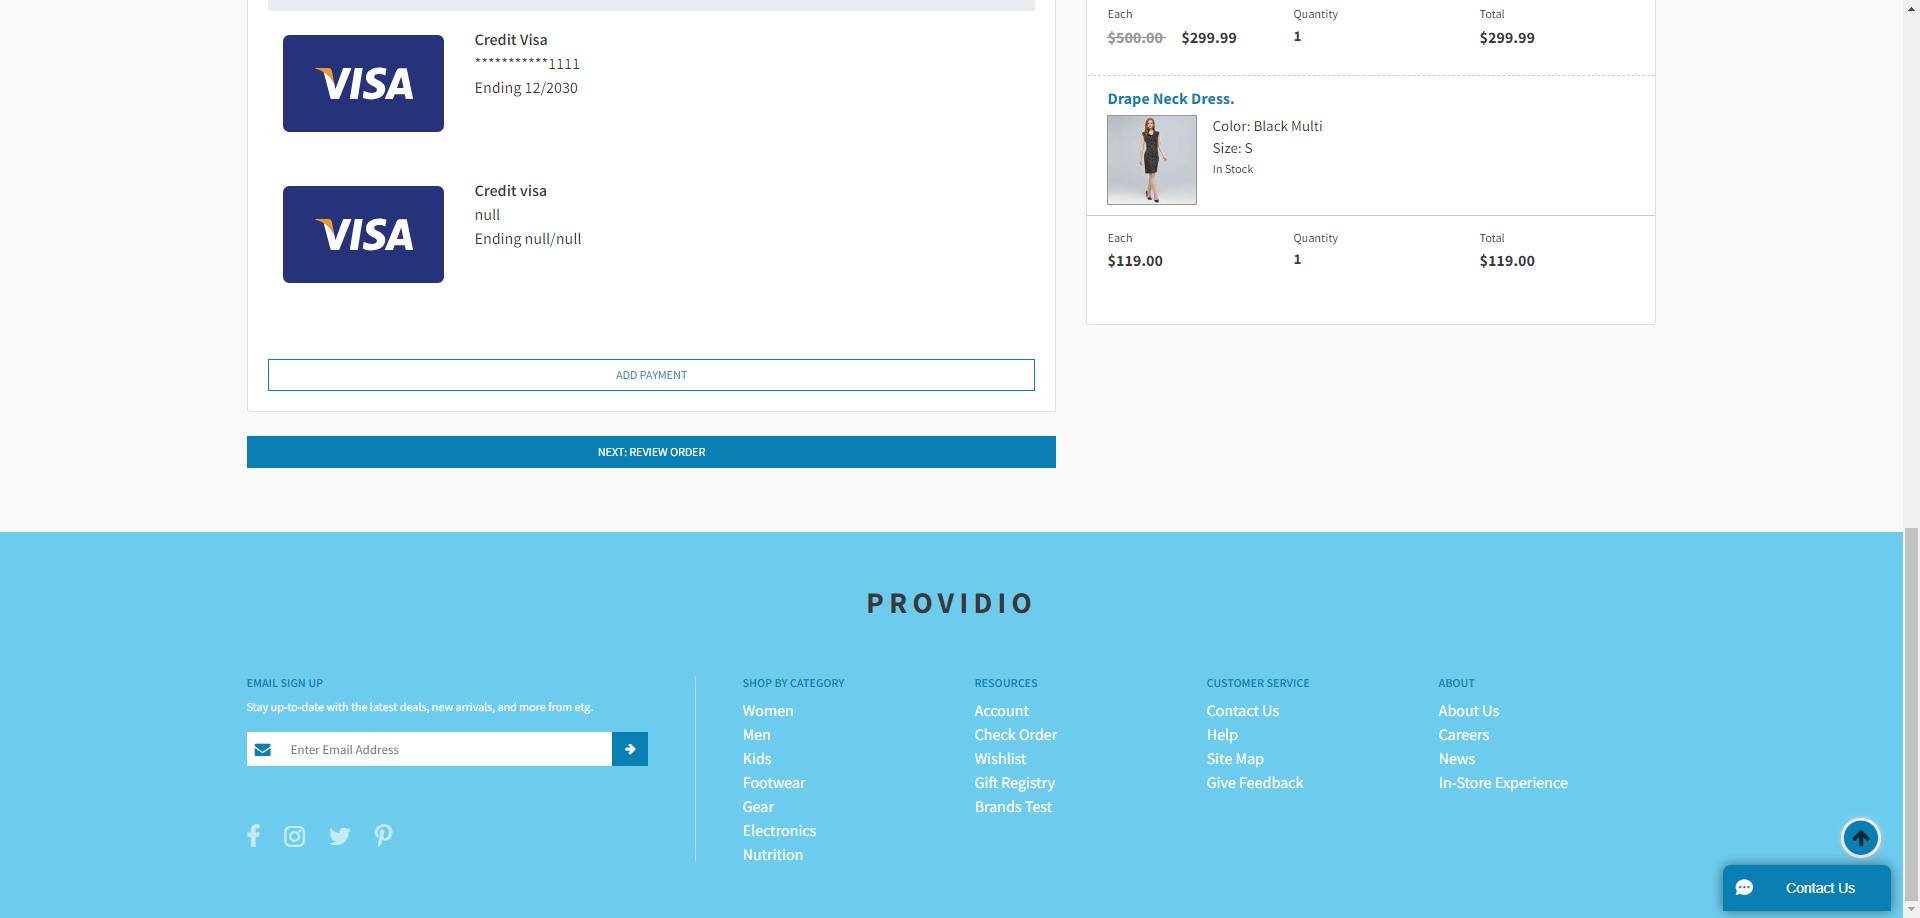 VISA
Credit Visa
***********1111
Ending 12/2030
VISA
Credit visa
null
Ending null/null
ADD PAYMENT
NEXT: REVIEW ORDER
Each Quantity Total
$500.00 $299.99 1 $299.99
Drape Neck Dress.
Color: Black Multi
Size: S
In Stock
Each Quantity Total
$119.00 1 $119.00
PROVIDIO
EMAIL SIGN UP
Stay up-to-date with the latest deals, new arrivals, and more from etg.
Enter Email Address
SHOP BY CATEGORY
Women
Men
Kids
Footwear
Gear
Electronics
Nutrition
RESOURCES
Account
Check Order
Wishlist
Gift Registry
Brands Test
CUSTOMER SERVICE
Contact Us
Help
Site Map
Give Feedback
ABOUT
About Us
Careers
News
In-Store Experience
Contact Us